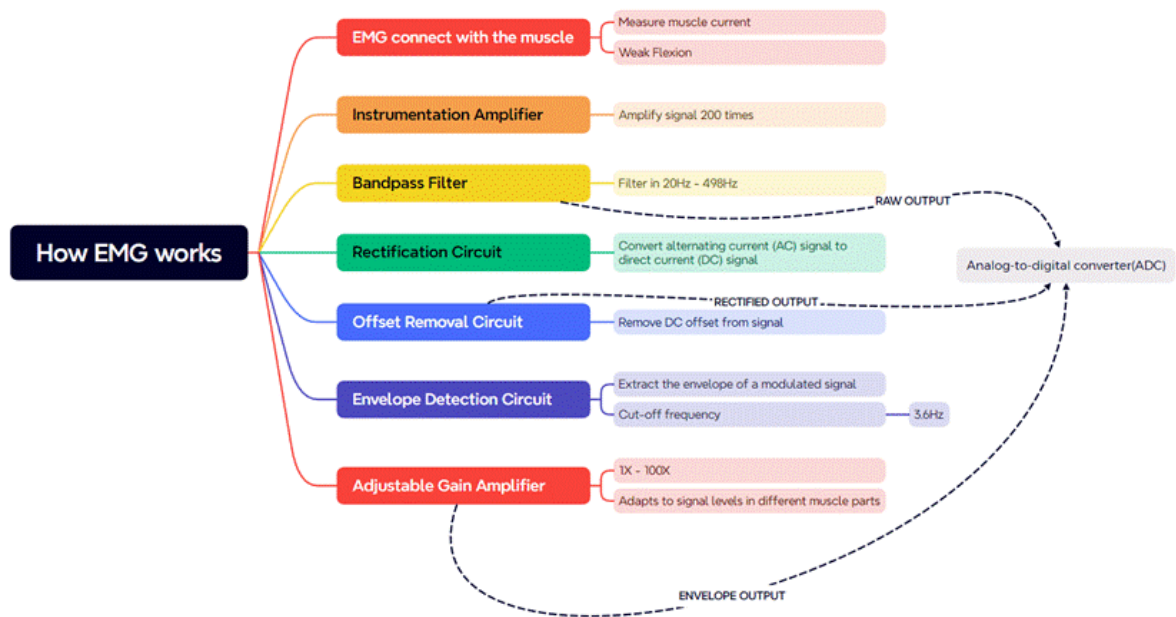 How EMG works
EMG connect with the muscle
Measure muscle current
Weak Flexion
Instrumentation Amplifier
Amplify signal 200 times
Bandpass Filter
Filter in 20Hz - 498Hz
RAW OUTPUT
Rectification Circuit
Convert alternating current (AC) signal to
direct current (DC) signal
Analog-to-digital converter(ADC)
RECTIFIED OUTPUT
Offset Removal Circuit
Remove DC offset from signal
Envelope Detection Circuit
Extract the envelope of a modulated signal
Cut-off frequency
3.6Hz
Adjustable Gain Amplifier
1X - 100X
Adapts to signal levels in different muscle parts
ENVELOPE OUTPUT